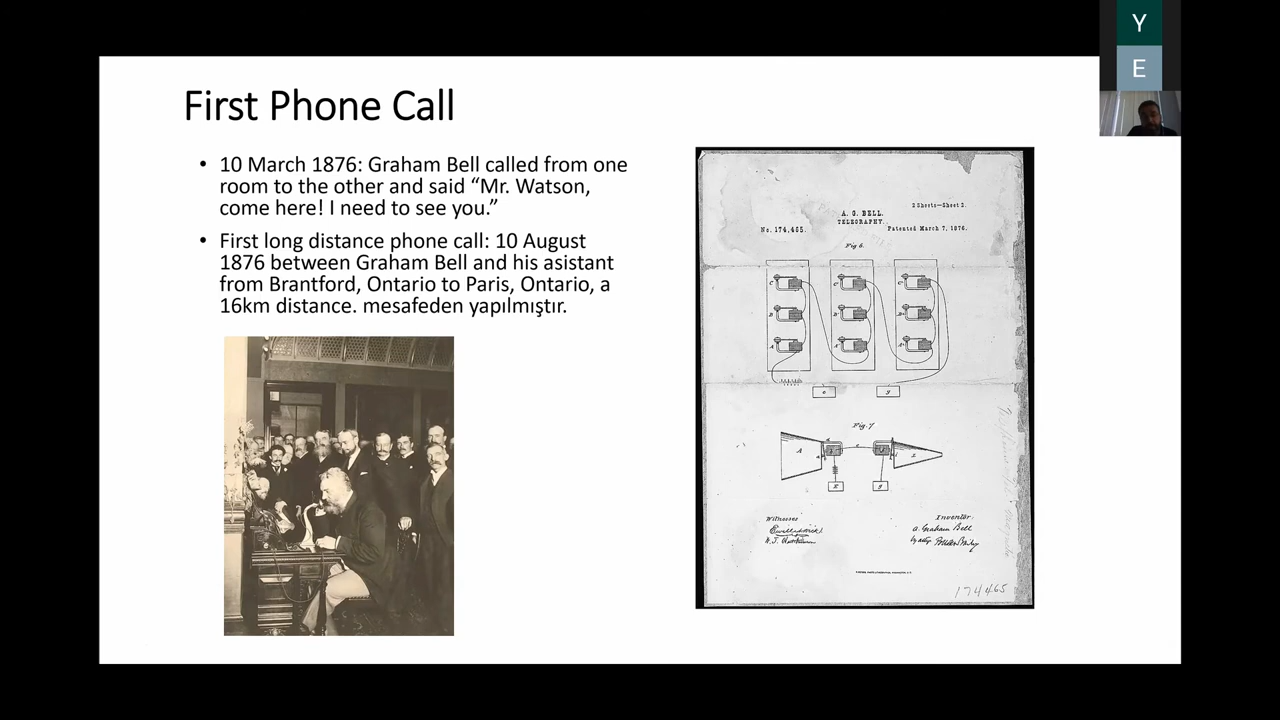 Y
E
First Phone Call
• 10 March 1876: Graham Bell called from one
room to the other and said “Mr. Watson,
come here! I need to see you.”
• First long distance phone call: 10 August
1876 between Graham Bell and his asistant
from Brantford, Ontario to Paris, Ontario, a
16km distance. mesafeden yapılmıştır.
2 Sheets—Sheet 2.
A. G. BELL.
TELEGRAPHY.
No. 174,465.
Patented March 7, 1876.
Fig 6.
Fig. 7
A
Witnesses
Inventor:
A. Graham Bell
by atty
174465